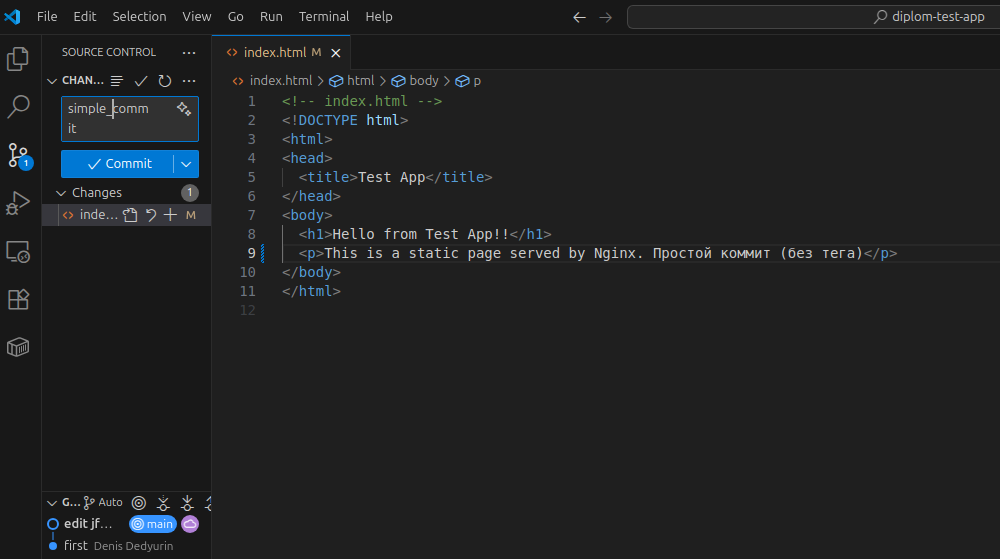 File Edit Selection View Go Run Terminal Help
diplom-test-app
SOURCE CONTROL
CHAN...
simple_comm
it
Commit
Changes 1
inde... M
G... Auto
edit jf... main
first Denis Dedyurin
1
index.html M
index.html > html > body > p
1 <!-- index.html -->
2 <!DOCTYPE html>
3 <html>
4 <head>
5 <title>Test App</title>
6 </head>
7 <body>
8 <h1>Hello from Test App!!</h1>
9 <p>This is a static page served by Nginx. Простой коммит (без тега)</p>
10 </body>
11 </html>
12